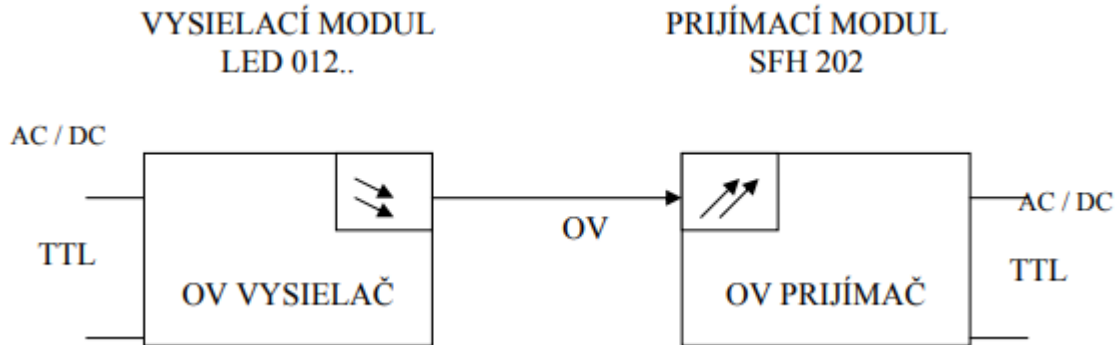 VYSIELACÍ MODUL
LED 012..
PRIJÍMACÍ MODUL
SFH 202
AC / DC
TTL
OV VYSIELAČ
OV
OV PRIJÍMAČ
AC / DC
TTL